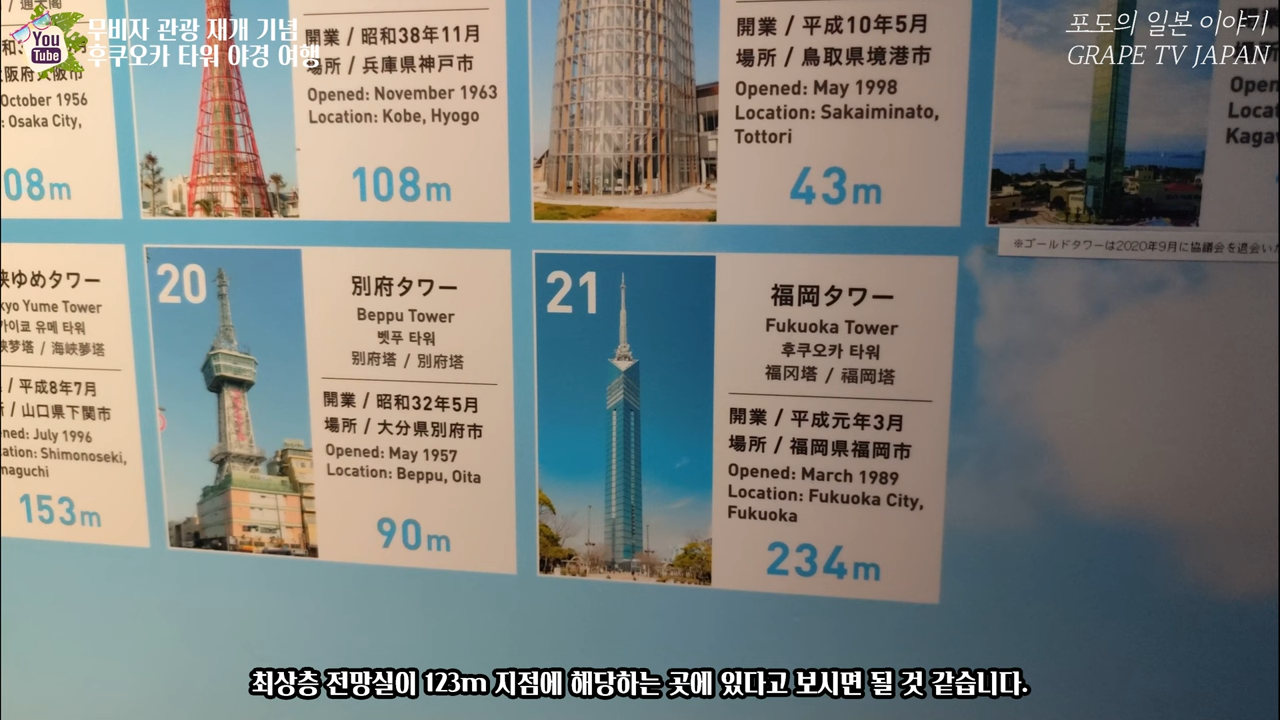 You
Tube
무비자 관광 재개 기념
후쿠오카 타워 야경 여행
포도의 일본 이야기
GRAPE TV JAPAN
October 1956
: Osaka City,
08m
開業 / 昭和38年11月
場所 / 兵庫県神戸市
Opened: November 1963
Location: Kobe, Hyogo
108m
開業 / 平成10年5月
場所 / 鳥取県境港市
Opened: May 1998
Location: Sakaiminato,
Tottori
43m
Open
Loca
Kaga
※ゴールドタワーは2020年9月に協議会を退会い
峡ゆめタワー
kyo Yume Tower
카이쿄 유메 타워
峡梦塔 / 海峡夢塔
/ 平成8年7月
/ 山口県下関市
ned: July 1996
ation: Shimonoseki,
maguchi
153m
20
別府タワー
Beppu Tower
벳푸 타워
別府塔 / 別府塔
開業 / 昭和32年5月
場所 / 大分県別府市
Opened: May 1957
Location: Beppu, Oita
90m
21
福岡タワー
Fukuoka Tower
후쿠오카 타워
福冈塔 / 福岡塔
開業 / 平成元年3月
場所 / 福岡県福岡市
Opened: March 1989
Location: Fukuoka City,
Fukuoka
234m
최상층 전망실이 123m 지점에 해당하는 곳에 있다고 보시면 될 것 같습니다.